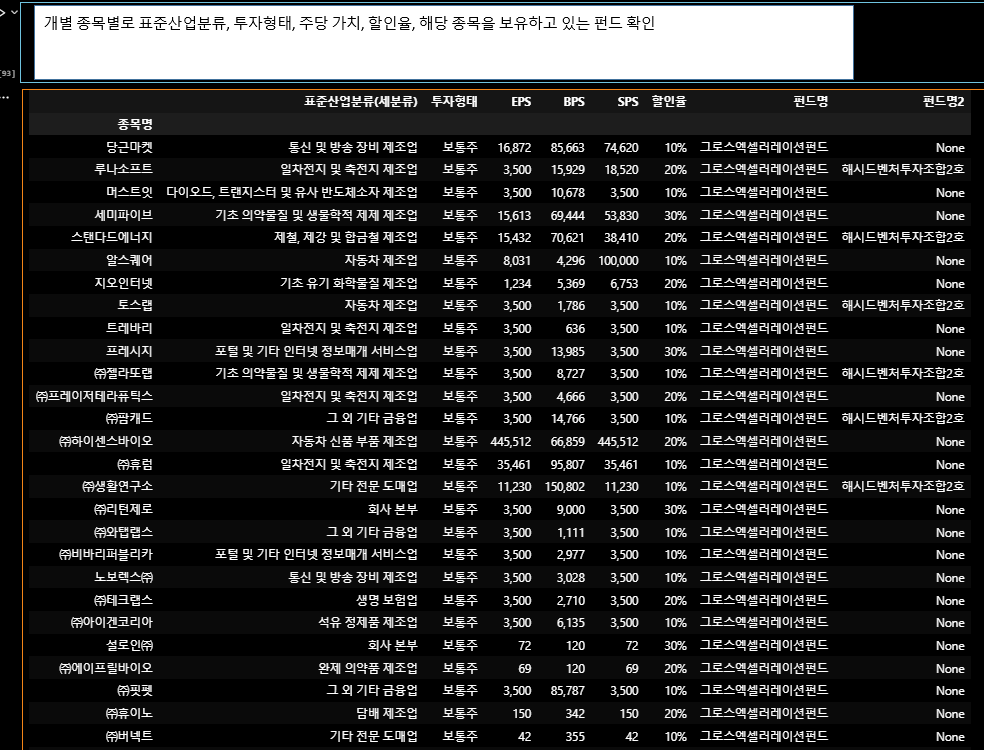 개별 종목별로 표준산업분류, 투자형태, 주당 가치, 할인율, 해당 종목을 보유하고 있는 펀드 확인
[93]
표준산업분류(세분류) 투자형태 EPS BPS SPS 할인율 펀드명 펀드명2
종목명
당근마켓 통신 및 방송 장비 제조업 보통주 16,872 85,663 74,620 10% 그로스엑셀러레이션펀드 None
루나소프트 일차전지 및 축전지 제조업 보통주 3,500 15,929 18,520 20% 그로스엑셀러레이션펀드 해시드벤처투자조합2호
머스트잇 다이오드, 트랜지스터 및 유사 반도체소자 제조업 보통주 3,500 10,678 3,500 10% 그로스엑셀러레이션펀드 None
세미파이브 기초 의약물질 및 생물학적 제제 제조업 보통주 15,613 69,444 53,830 30% 그로스엑셀러레이션펀드 None
스탠다드에너지 제철, 제강 및 합금철 제조업 보통주 15,432 70,621 38,410 20% 그로스엑셀러레이션펀드 해시드벤처투자조합2호
알스퀘어 자동차 제조업 보통주 8,031 4,296 100,000 10% 그로스엑셀러레이션펀드 None
지오인터넷 기초 유기 화학물질 제조업 보통주 1,234 5,369 6,753 20% 그로스엑셀러레이션펀드 None
토스랩 자동차 제조업 보통주 3,500 1,786 3,500 10% 그로스엑셀러레이션펀드 해시드벤처투자조합2호
트레바리 일차전지 및 축전지 제조업 보통주 3,500 636 3,500 10% 그로스엑셀러레이션펀드 None
프레시지 포털 및 기타 인터넷 정보매개 서비스업 보통주 3,500 13,985 3,500 30% 그로스엑셀러레이션펀드 None
㈜젤라또랩 기초 의약물질 및 생물학적 제제 제조업 보통주 3,500 8,727 3,500 10% 그로스엑셀러레이션펀드 해시드벤처투자조합2호
㈜프레이저테라퓨틱스 일차전지 및 축전지 제조업 보통주 3,500 4,666 3,500 20% 그로스엑셀러레이션펀드 None
㈜팜캐드 그 외 기타 금융업 보통주 3,500 14,766 3,500 10% 그로스엑셀러레이션펀드 해시드벤처투자조합2호
㈜하이센스바이오 자동차 신품 부품 제조업 보통주 445,512 66,859 445,512 20% 그로스엑셀러레이션펀드 None
㈜휴럼 일차전지 및 축전지 제조업 보통주 35,461 95,807 35,461 10% 그로스엑셀러레이션펀드 None
㈜생활연구소 기타 전문 도매업 보통주 11,230 150,802 11,230 10% 그로스엑셀러레이션펀드 해시드벤처투자조합2호
㈜리턴제로 회사 본부 보통주 3,500 9,000 3,500 30% 그로스엑셀러레이션펀드 None
㈜와탭랩스 그 외 기타 금융업 보통주 3,500 1,111 3,500 10% 그로스엑셀러레이션펀드 None
㈜비바리퍼블리카 포털 및 기타 인터넷 정보매개 서비스업 보통주 3,500 2,977 3,500 10% 그로스엑셀러레이션펀드 None
노보렉스㈜ 통신 및 방송 장비 제조업 보통주 3,500 3,028 3,500 10% 그로스엑셀러레이션펀드 None
㈜테크랩스 생명 보험업 보통주 3,500 2,710 3,500 20% 그로스엑셀러레이션펀드 None
㈜아이겐코리아 석유 정제품 제조업 보통주 3,500 6,135 3,500 10% 그로스엑셀러레이션펀드 None
설로인㈜ 회사 본부 보통주 72 120 72 30% 그로스엑셀러레이션펀드 None
㈜에이프릴바이오 완제 의약품 제조업 보통주 69 120 69 20% 그로스엑셀러레이션펀드 None
㈜핏펫 그 외 기타 금융업 보통주 3,500 85,787 3,500 10% 그로스엑셀러레이션펀드 None
㈜휴이노 담배 제조업 보통주 150 342 150 20% 그로스엑셀러레이션펀드 None
㈜버넥트 기타 전문 도매업 보통주 42 355 42 10% 그로스엑셀러레이션펀드 None